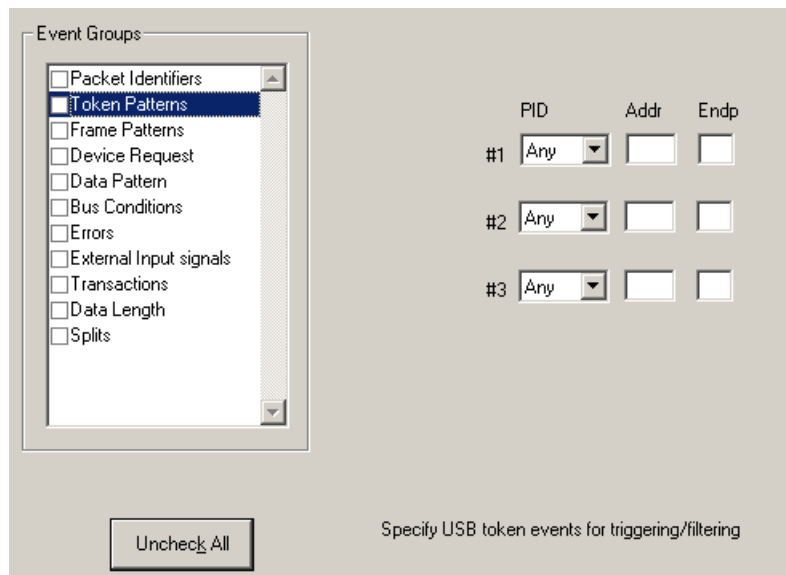 Event Groups
Packet Identifiers
Token Patterns
Frame Patterns
Device Request
Data Pattern
Bus Conditions
Errors
External Input signals
Transactions
Data Length
Splits
Uncheck All
PID Addr Endp
#1 Any
#2 Any
#3 Any
Specify USB token events for triggering/filtering